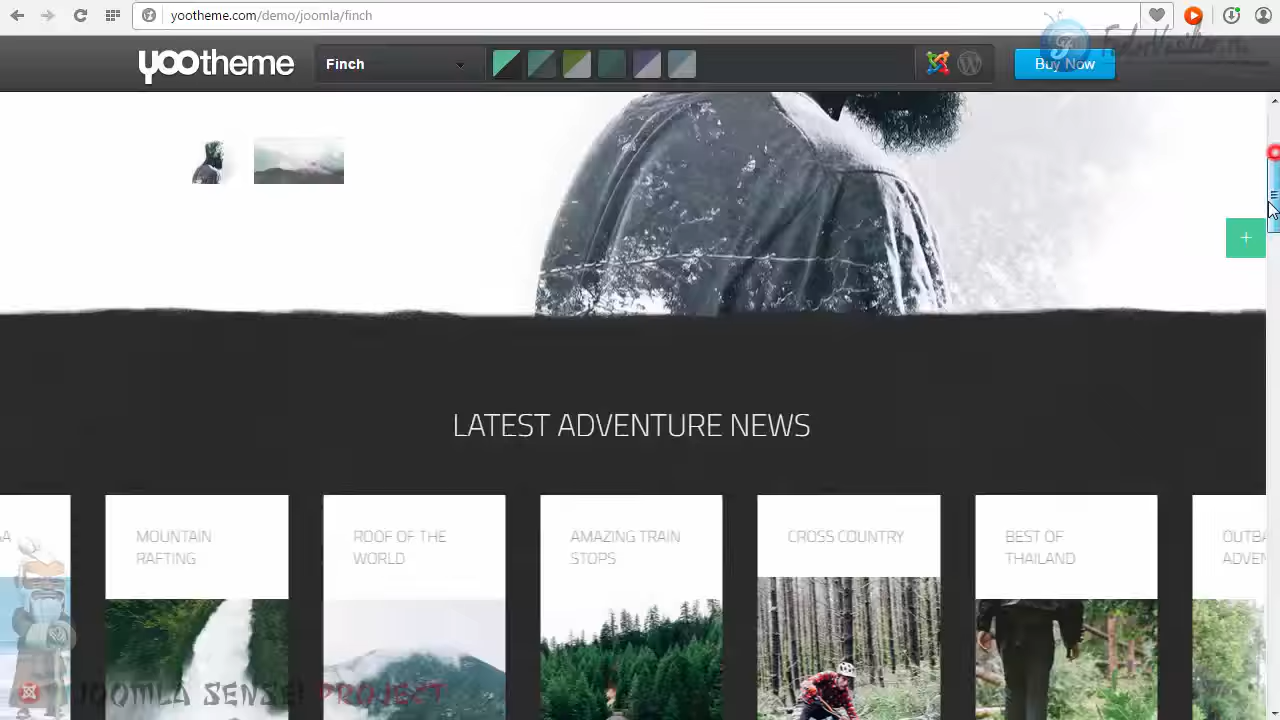 yootheme.com/demo/joomla/finch
yootheme
Finch
Buy Now
LATEST ADVENTURE NEWS
MOUNTAIN
RAFTING
ROOF OF THE
WORLD
AMAZING TRAIN
STOPS
CROSS COUNTRY
BEST OF
THAILAND
JOOMLA SENSEI PROJECT